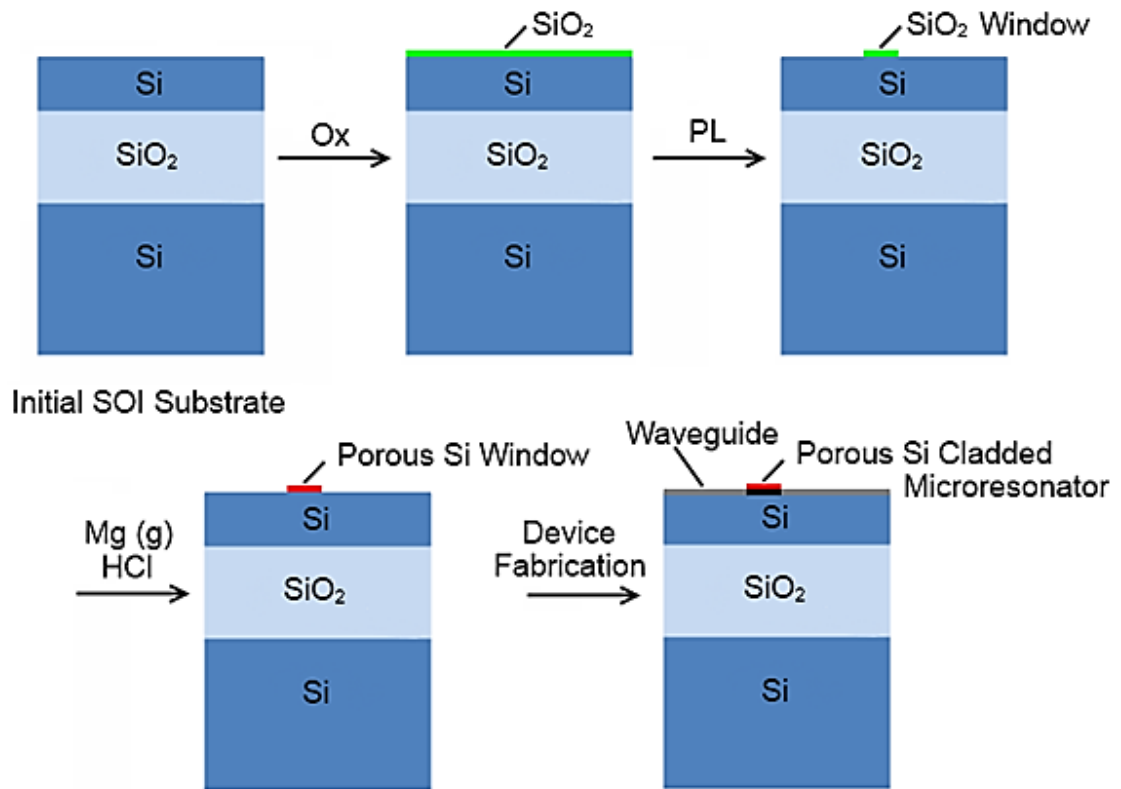 SiO₂
SiO₂ Window
Si
Si
Si
SiO₂
Ox
SiO₂
PL
SiO₂
Si
Si
Si
Initial SOI Substrate
Porous Si Window
Waveguide
Porous Si Cladded
Microresonator
Mg (g)
HCl
Si
Device
Fabrication
Si
SiO₂
SiO₂
Si
Si